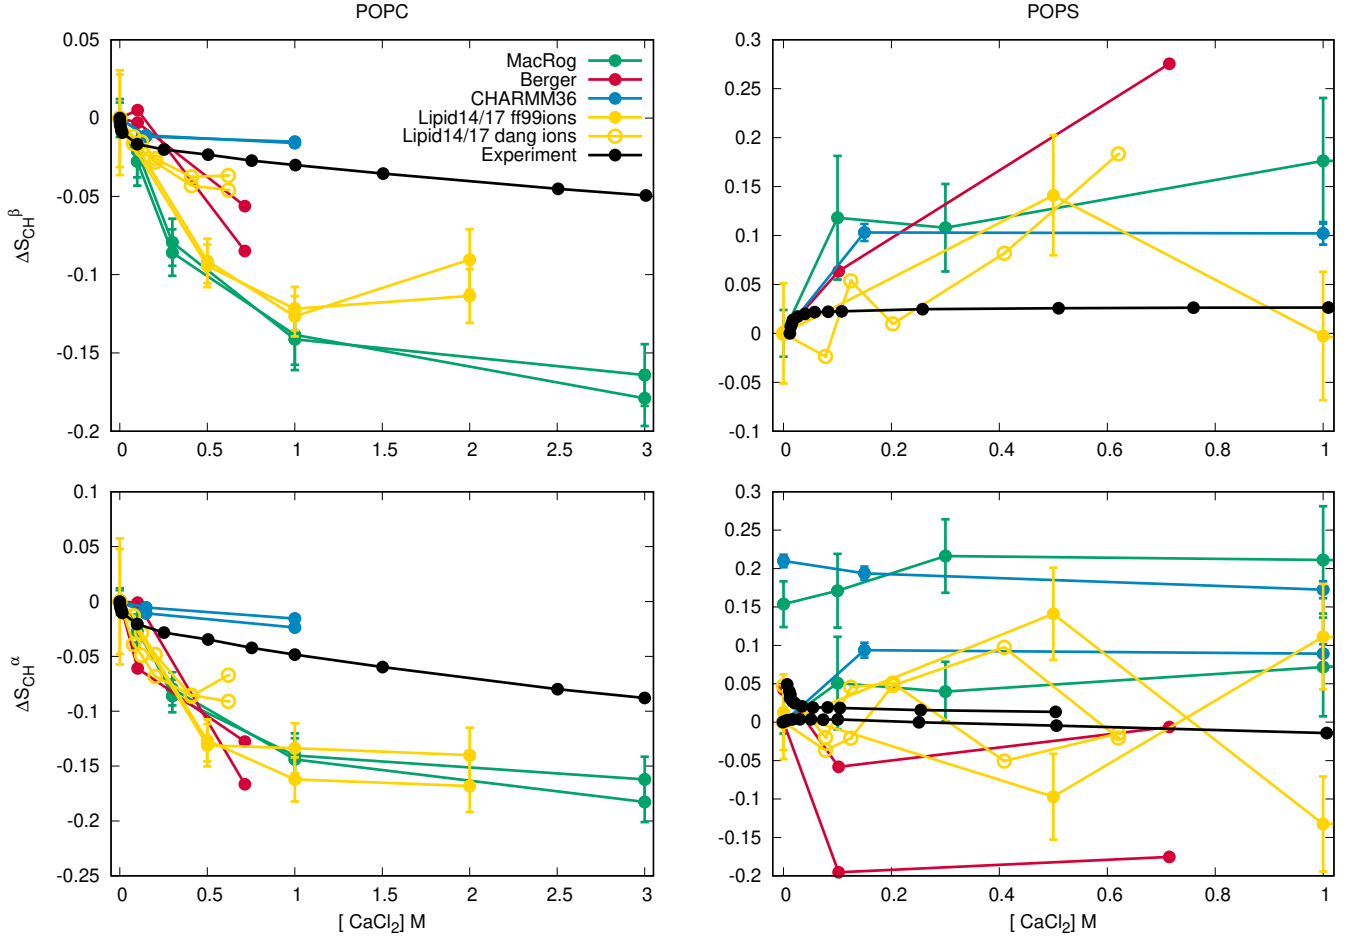 POPC
POPS
0.05
0
-0.05
-0.1
-0.15
-0.2
ΔS_CH^β
MacRog
Berger
CHARMM36
Lipid14/17 ff99ions
Lipid14/17 dang ions
Experiment
0 0.5 1 1.5 2 2.5 3
0.3
0.25
0.2
0.15
0.1
0.05
0
-0.05
-0.1
0 0.2 0.4 0.6 0.8 1
0.1
0.05
0
-0.05
-0.1
-0.15
-0.2
-0.25
ΔS_CH^α
0 0.5 1 1.5 2 2.5 3
[ CaCl₂] M
0.3
0.25
0.2
0.15
0.1
0.05
0
-0.05
-0.1
-0.15
-0.2
0 0.2 0.4 0.6 0.8 1
[ CaCl₂] M